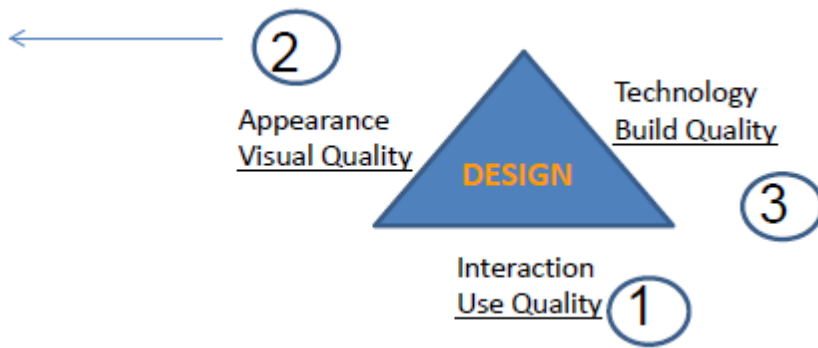 2
Appearance
Visual Quality
Technology
Build Quality
DESIGN
3
Interaction
Use Quality
1